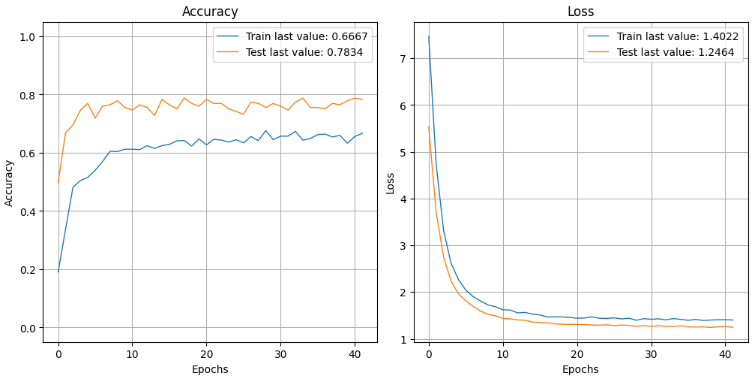 Accuracy
Train last value: 0.6667
Test last value: 0.7834
1.0
0.8
0.6
0.4
0.2
0.0
Accuracy
0
10
20
30
40
Epochs
Loss
Train last value: 1.4022
Test last value: 1.2464
7
6
5
4
3
2
1
Loss
0
10
20
30
40
Epochs